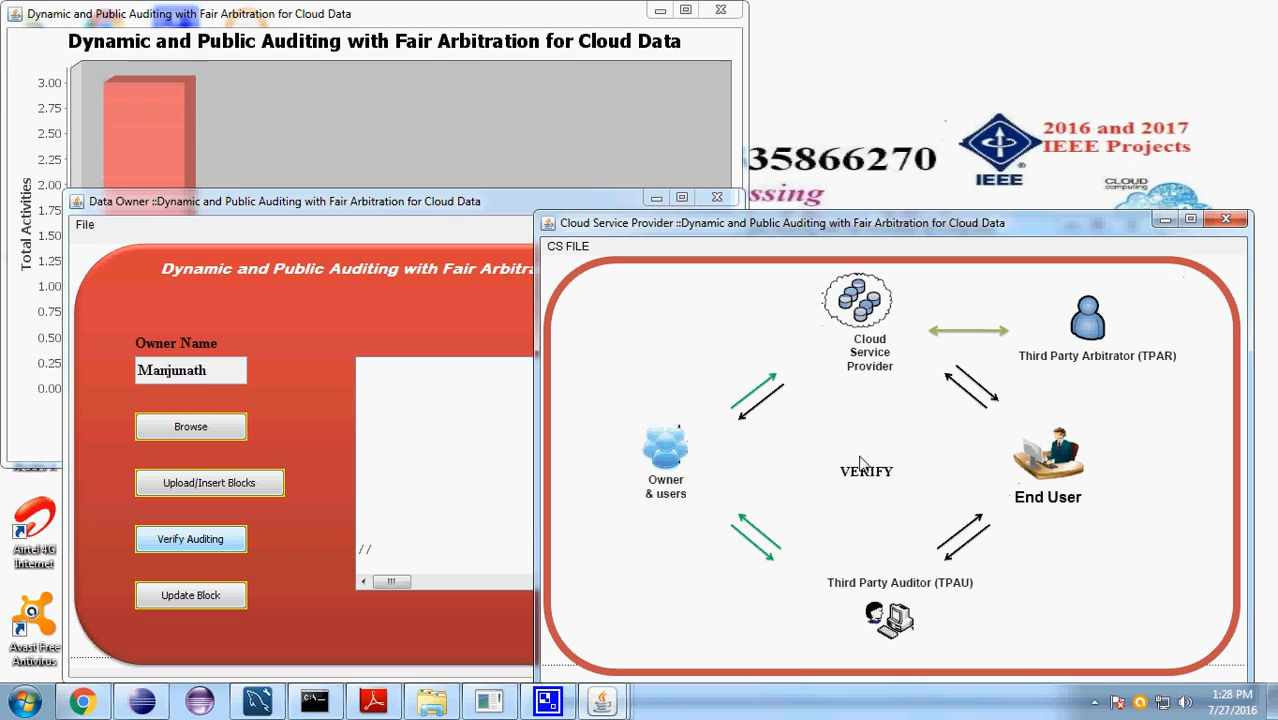 Dynamic and Public Auditing with Fair Arbitration for Cloud Data
Dynamic and Public Auditing with Fair Arbitration for Cloud Data
3.00
2.75
2.50
2.25
2.00
1.75
1.50
1.25
1.00
0.75
0.50
0.25
0.00
Total Activities
35866270
ssing
IEEE
2016 and 2017
IEEE Projects
CLOUD
computing
Data Owner ::Dynamic and Public Auditing with Fair Arbitration for Cloud Data
File
Dynamic and Public Auditing with Fair Arbitra
Owner Name
Manjunath
Browse
Upload/Insert Blocks
Verify Auditing
Update Block
//
Cloud Service Provider ::Dynamic and Public Auditing with Fair Arbitration for Cloud Data
CS FILE
Cloud
Service
Provider
Third Party Arbitrator (TPAR)
Owner
& users
VERIFY
End User
Third Party Auditor (TPAU)
Airtel 4G
Internet
Avast Free
Antivirus
1:28 PM
7/27/2016